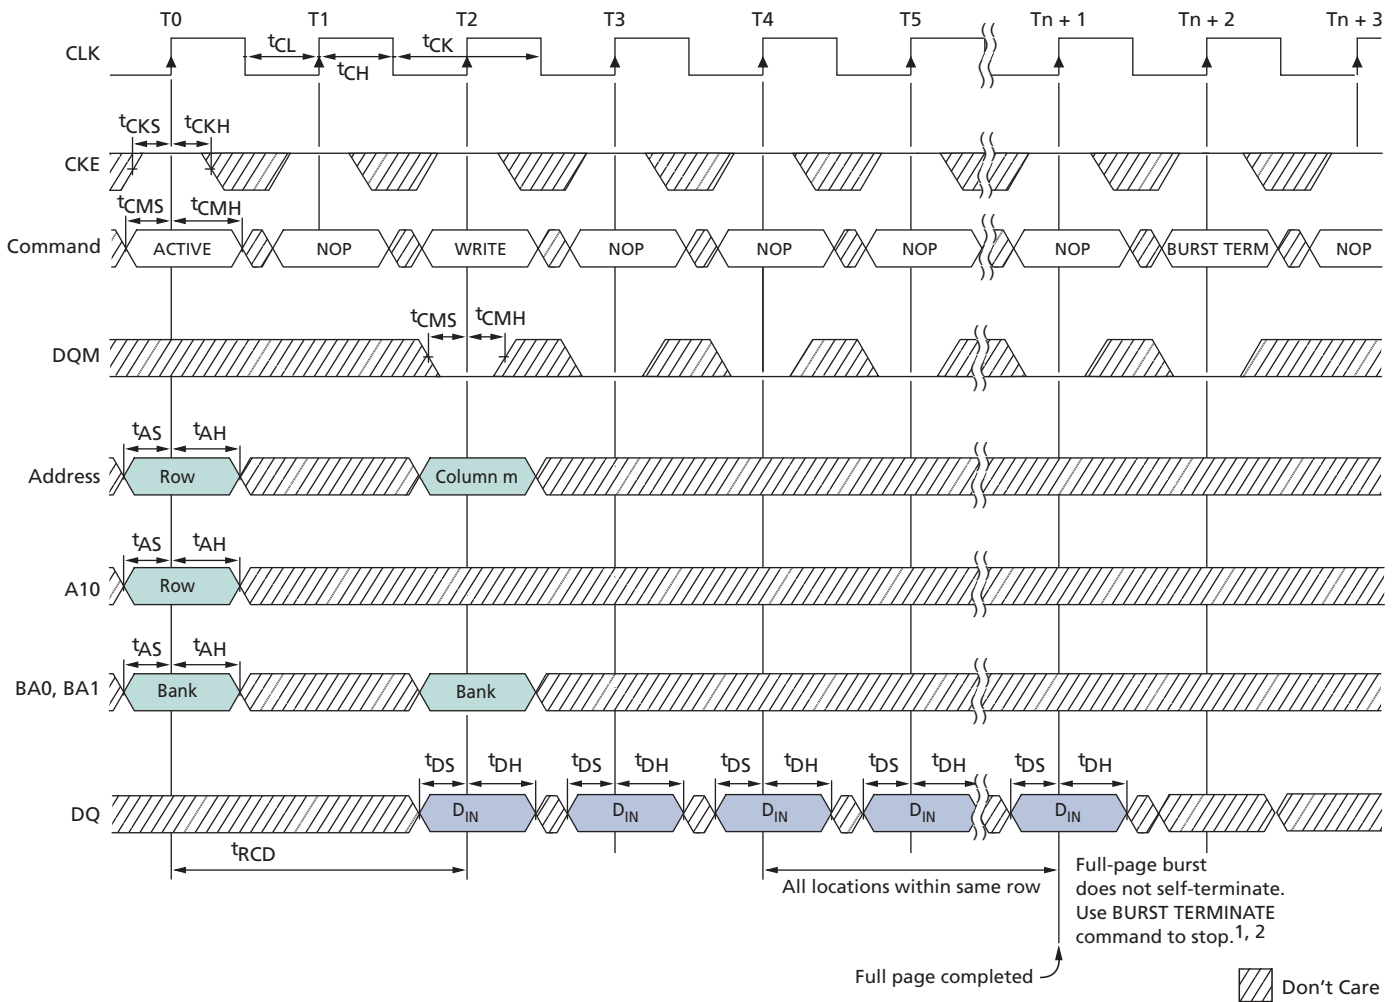 T0 T1 T2 T3 T4 T5 Tn + 1 Tn + 2 Tn + 3
CLK
tCL tCH tCK
tCKS tCKH
CKE
tCMS tCMH
Command ACTIVE NOP WRITE NOP NOP NOP NOP BURST TERM NOP
tCMS tCMH
DQM
tAS tAH
Address Row Column m
tAS tAH
A10 Row
tAS tAH
BA0, BA1 Bank Bank
tDS tDH tDS tDH tDS tDH tDS tDH tDS tDH
DQ DIN DIN DIN DIN DIN
tRCD
All locations within same row
Full-page burst
does not self-terminate.
Use BURST TERMINATE
command to stop.1, 2
Full page completed
Don't Care